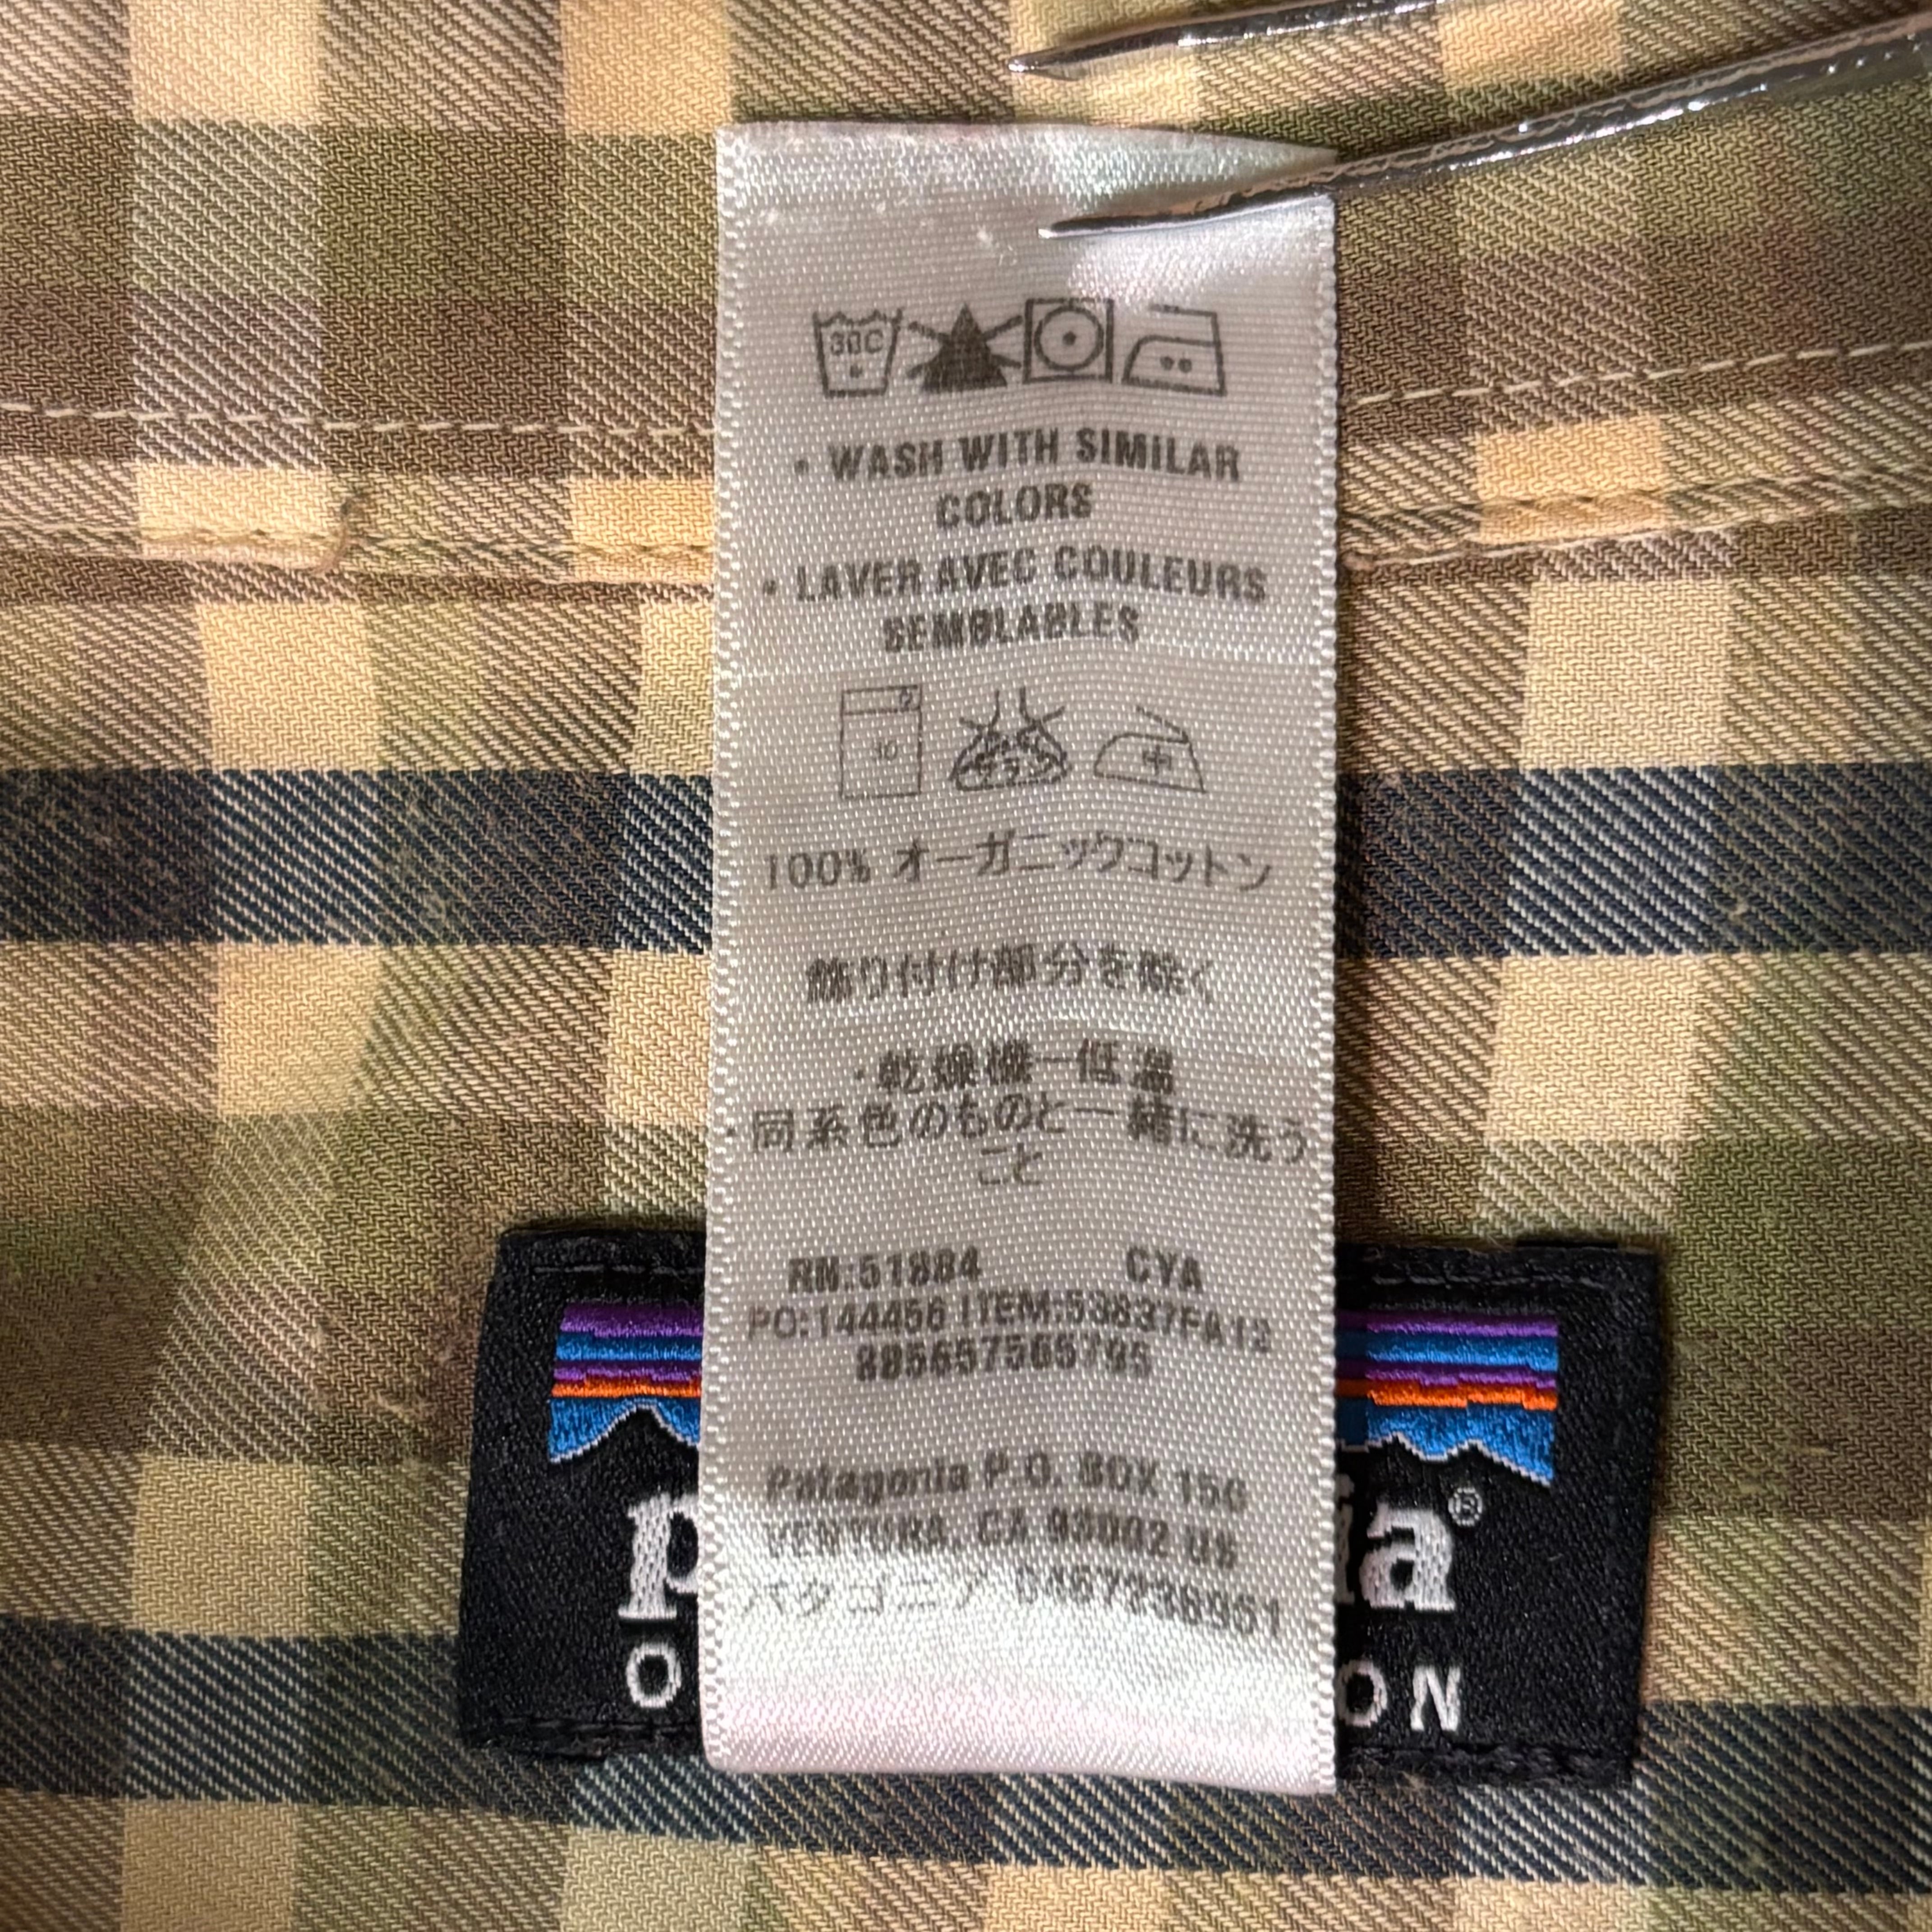 30C
• WASH WITH SIMILAR
COLORS
• LAVER AVEC COULEURS
SEMBLABLES
100% オーガニックコットン
飾り付け部分を除く
・乾燥機ー低温
・同系色のものと一緒に洗う
こと
RN:51884 CYA
PO:144456 ITEM:53837FA12
Patagonia P.O. BOX 150
VENTURA, CA 93002 US
パタゴニア 0467238951
p ia®
O ON